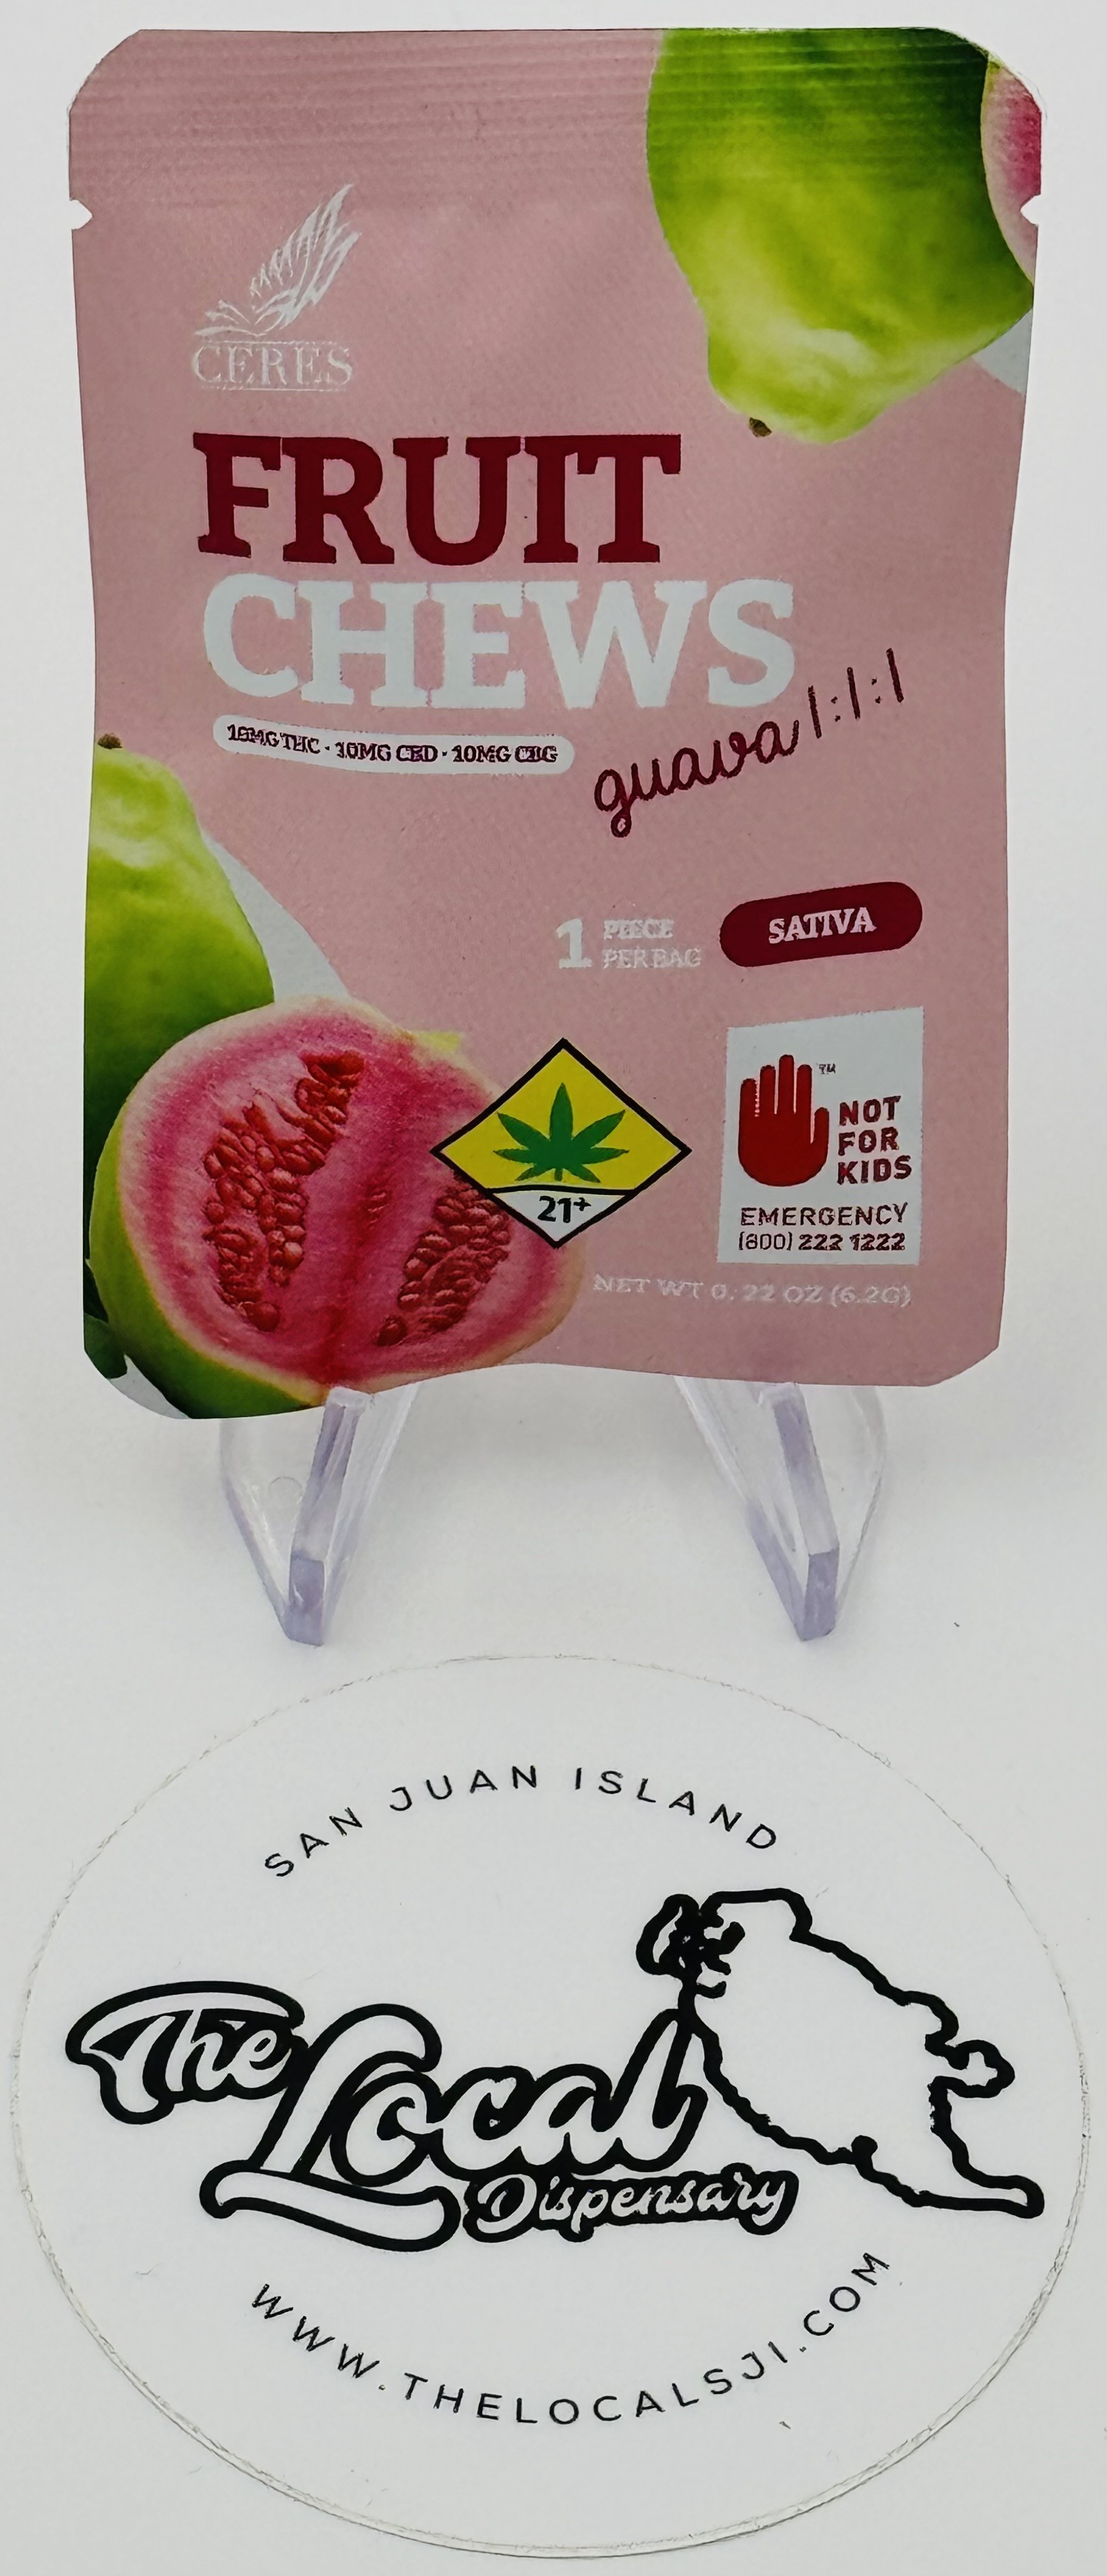 CERES
FRUIT
CHEWS
10MG THC · 10MG CBD · 10MG CBG
guava 1:1:1
1 PIECE
PER BAG
SATIVA
21+
™
NOT
FOR
KIDS
EMERGENCY
(800) 222 1222
NET WT 0.22 OZ (6.2G)
SAN JUAN ISLAND
The
Local
Dispensary
WWW.THELOCALSJI.COM